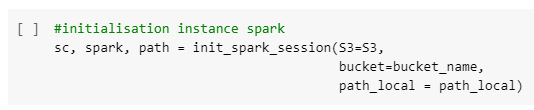 [ ] #initialisation instance spark
sc, spark, path = init_spark_session(S3=S3,
bucket=bucket_name,
path_local = path_local)